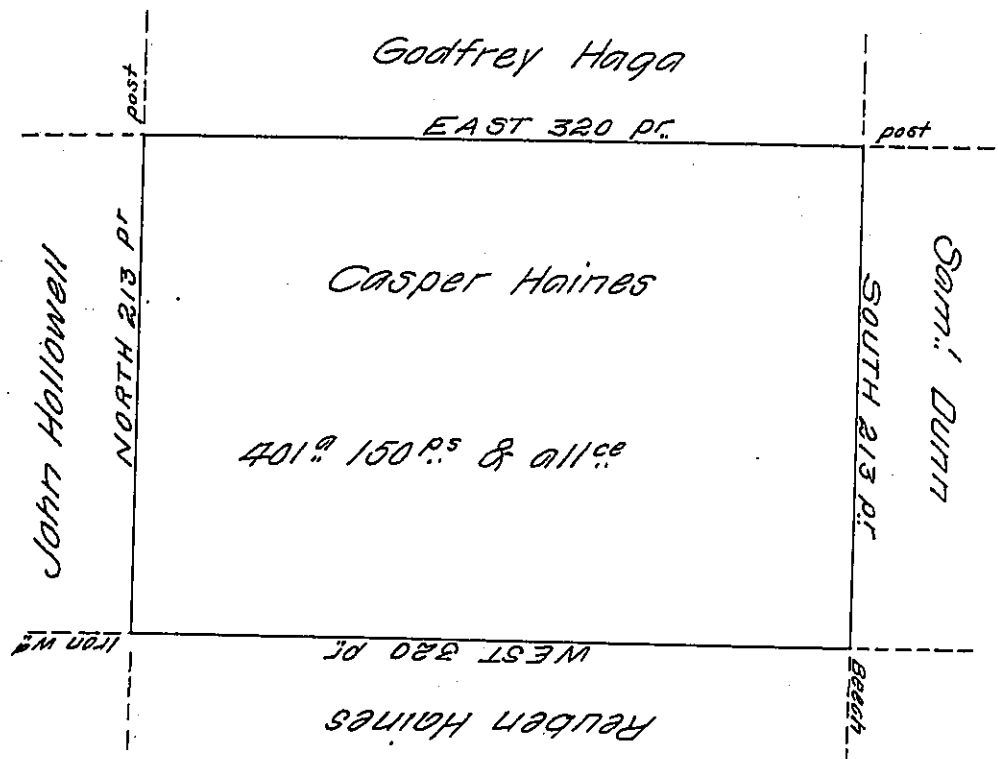 Godfrey Haga
post
EAST 320 pr.
post
John Hollowell
NORTH 213 pr
Casper Haines
SOUTH 213 pr
Sam.l Dunn
401a 150ps & allce
Iron wd
WEST 320 pr.
Beech
Reuben Haines